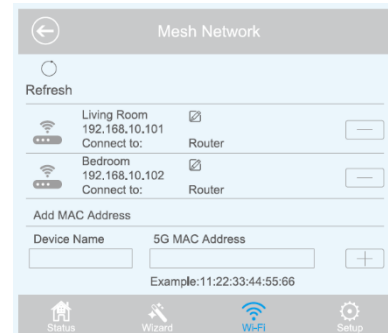 Mesh Network
Refresh
Living Room
192.168.10.101
Connect to: Router
Bedroom
192.168.10.102
Connect to: Router
Add MAC Address
Device Name 5G MAC Address
Example:11:22:33:44:55:66
Status Wizard Wi-Fi Setup